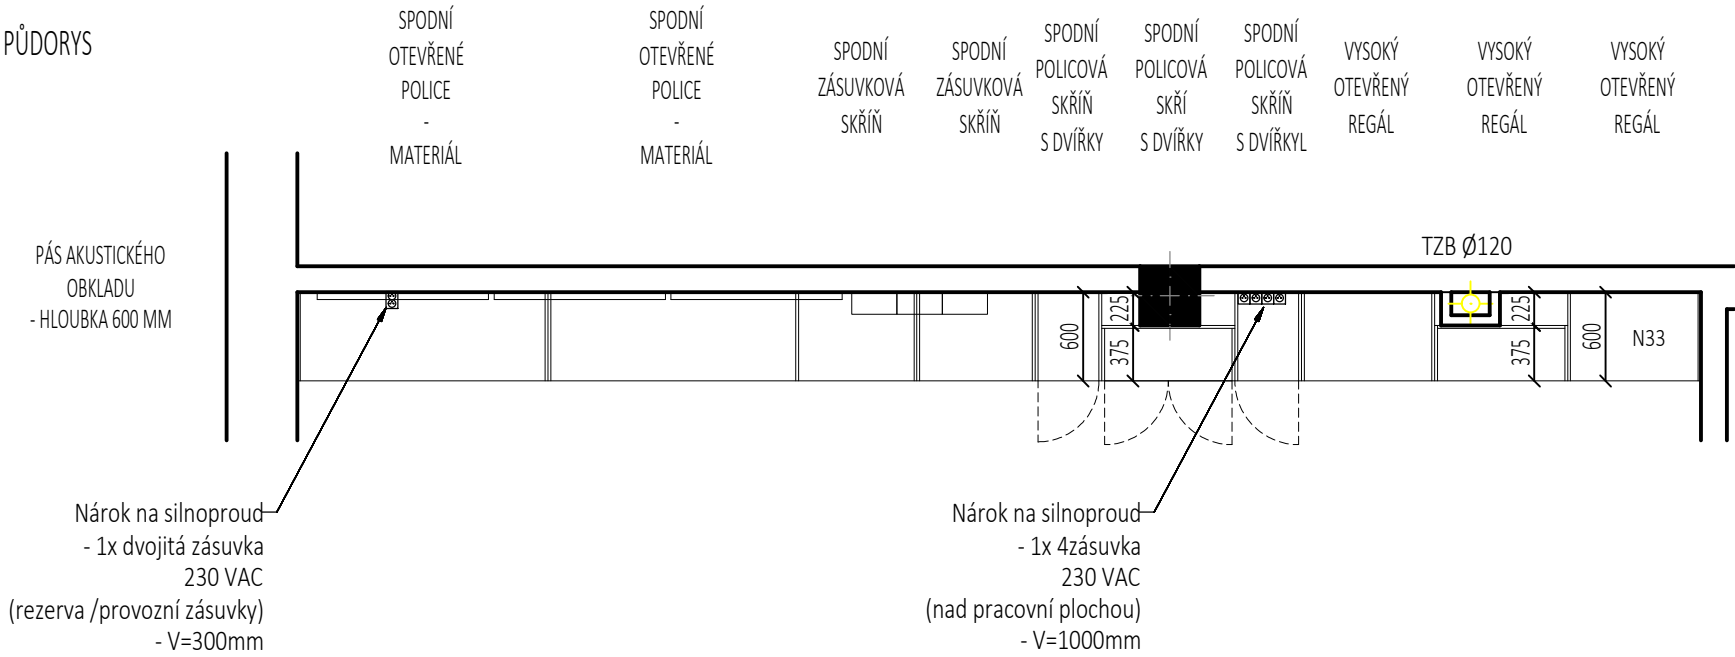 PŮDORYS
SPODNÍ
OTEVŘENÉ
POLICE
-
MATERIÁL
SPODNÍ
OTEVŘENÉ
POLICE
-
MATERIÁL
SPODNÍ
ZÁSUVKOVÁ
SKŘÍŇ
SPODNÍ
ZÁSUVKOVÁ
SKŘÍŇ
SPODNÍ
POLICOVÁ
SKŘÍŇ
S DVÍŘKY
SPODNÍ
POLICOVÁ
SKŘÍ
S DVÍŘKY
SPODNÍ
POLICOVÁ
SKŘÍŇ
S DVÍŘKYL
VYSOKÝ
OTEVŘENÝ
REGÁL
VYSOKÝ
OTEVŘENÝ
REGÁL
VYSOKÝ
OTEVŘENÝ
REGÁL
PÁS AKUSTICKÉHO
OBKLADU
- HLOUBKA 600 MM
TZB Ø120
600
225
375
225
375
600
N33
Nárok na silnoproud
- 1x dvojitá zásuvka
230 VAC
(rezerva /provozní zásuvky)
- V=300mm
Nárok na silnoproud
- 1x 4zásuvka
230 VAC
(nad pracovní plochou)
- V=1000mm